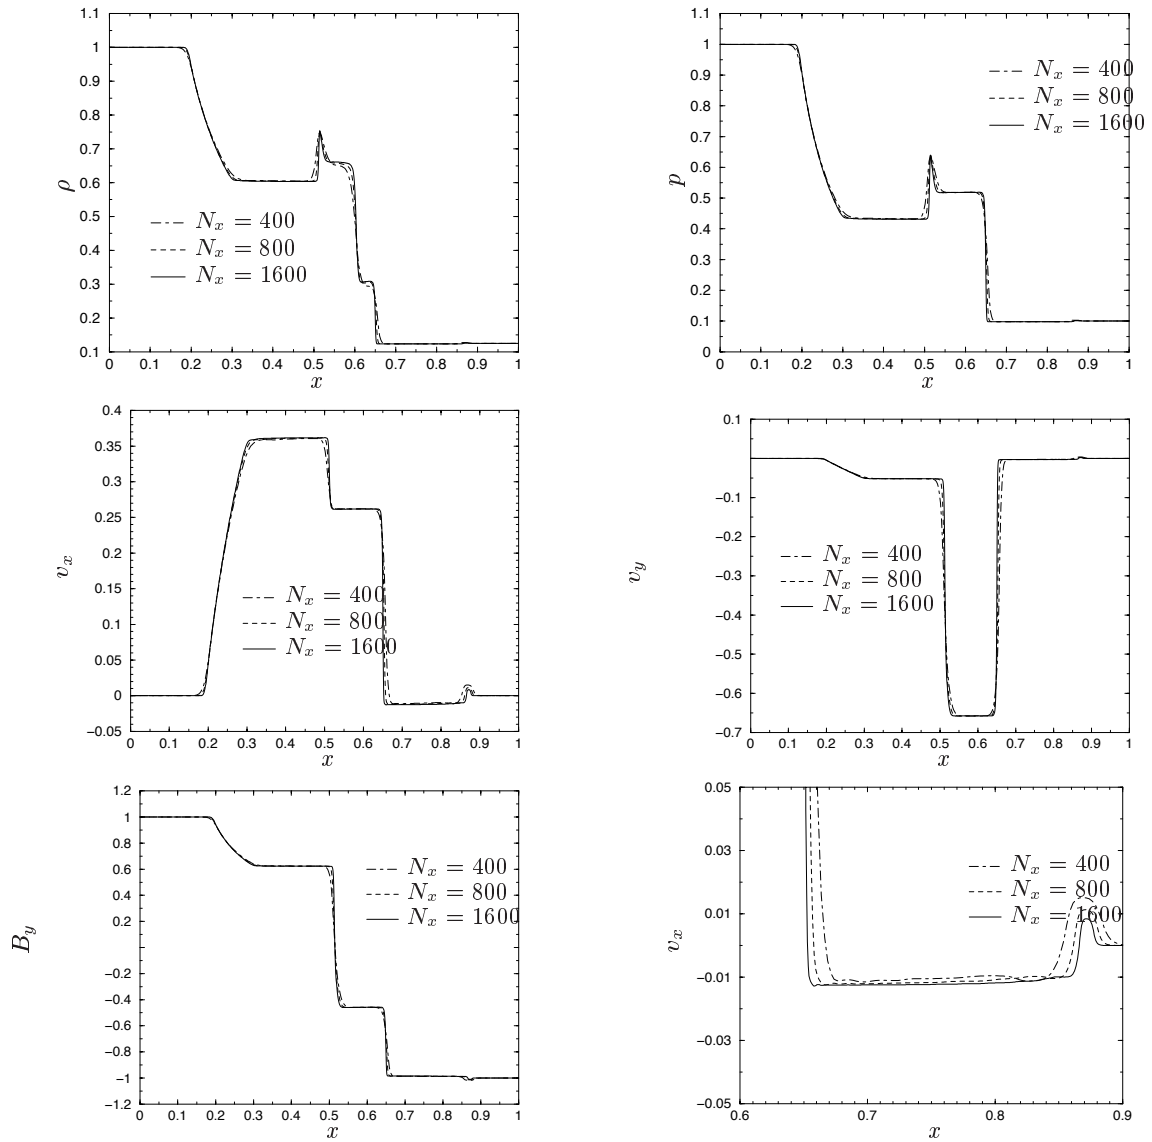 1
0.9
0.8
0.7
0.6
0.5
0.4
0.3
0.2
0.1
ρ
N_x = 400
N_x = 800
N_x = 1600
0 0.1 0.2 0.3 0.4 0.5 0.6 0.7 0.8 0.9 1
x
1
0.9
0.8
0.7
0.6
0.5
0.4
0.3
0.2
0.1
0
p
N_x = 400
N_x = 800
N_x = 1600
0 0.1 0.2 0.3 0.4 0.5 0.6 0.7 0.8 0.9 1
x
0.4
0.35
0.3
0.25
0.2
0.15
0.1
0.05
0
−0.05
v_x
N_x = 400
N_x = 800
N_x = 1600
0 0.1 0.2 0.3 0.4 0.5 0.6 0.7 0.8 0.9 1
x
0.1
0
−0.1
−0.2
−0.3
−0.4
−0.5
−0.6
−0.7
v_y
N_x = 400
N_x = 800
N_x = 1600
0 0.1 0.2 0.3 0.4 0.5 0.6 0.7 0.8 0.9 1
x
1.2
1
0.6
0.4
0.2
−0.2
−0.4
−0.6
−0.8
−1
−1.2
B_y
N_x = 400
N_x = 800
N_x = 1600
0 0.1 0.2 0.3 0.4 0.5 0.6 0.7 0.8 0.9 1
x
0.05
0.03
0.01
−0.01
−0.03
−0.05
v_x
N_x = 400
N_x = 800
N_x = 1600
0.6 0.7 0.8 0.9
x